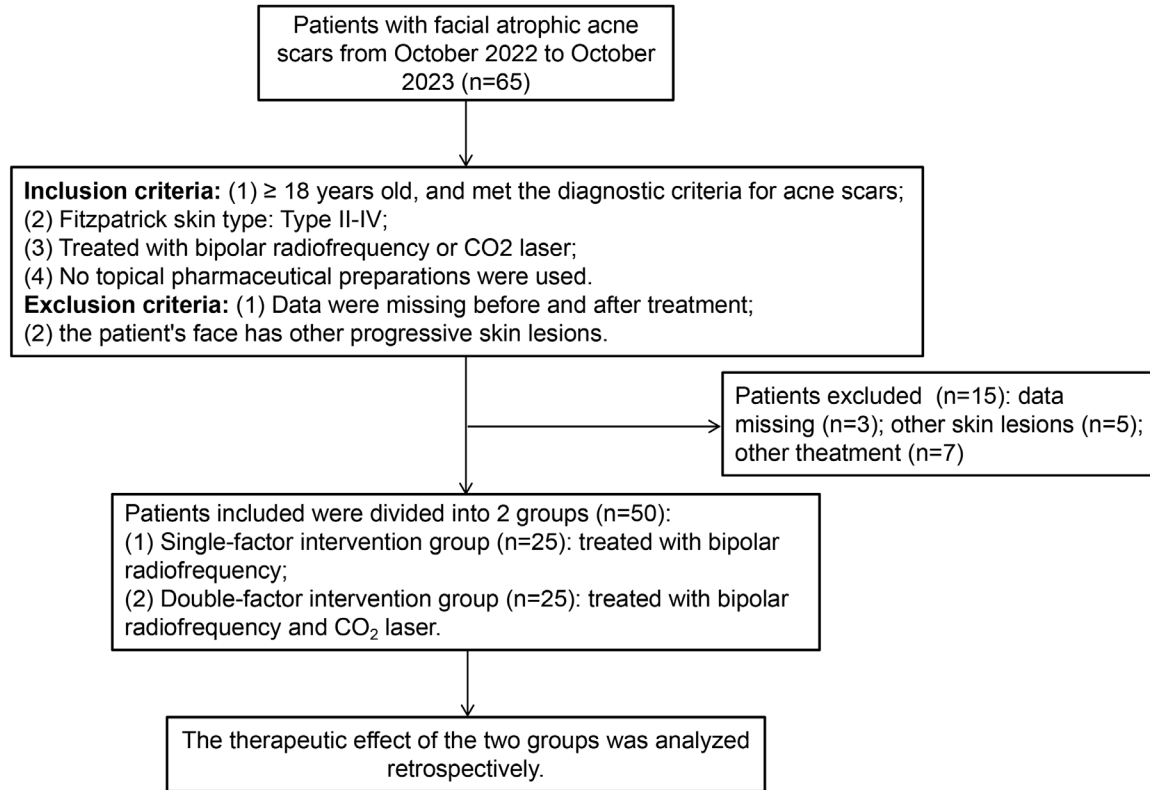 Patients with facial atrophic acne
scars from October 2022 to October
2023 (n=65)
Inclusion criteria: (1) ≥ 18 years old, and met the diagnostic criteria for acne scars;
(2) Fitzpatrick skin type: Type II-IV;
(3) Treated with bipolar radiofrequency or CO2 laser;
(4) No topical pharmaceutical preparations were used.
Exclusion criteria: (1) Data were missing before and after treatment;
(2) the patient's face has other progressive skin lesions.
Patients excluded (n=15): data
missing (n=3); other skin lesions (n=5);
other theatment (n=7)
Patients included were divided into 2 groups (n=50):
(1) Single-factor intervention group (n=25): treated with bipolar
radiofrequency;
(2) Double-factor intervention group (n=25): treated with bipolar
radiofrequency and CO₂ laser.
The therapeutic effect of the two groups was analyzed
retrospectively.